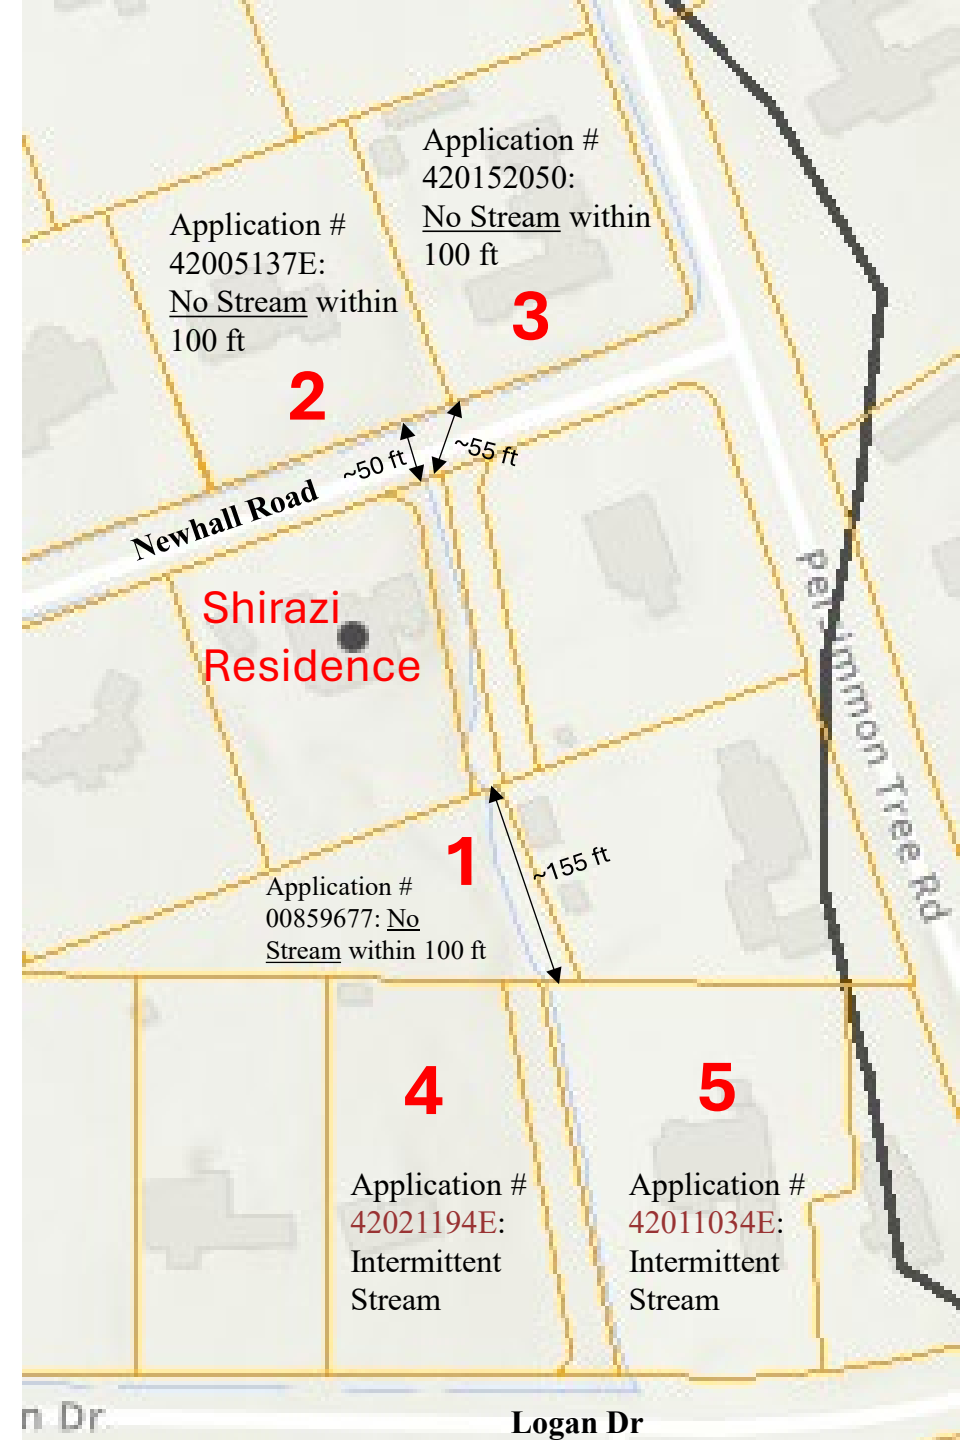 Application #
420152050:
No Stream within
100 ft
3
Application #
42005137E:
No Stream within
100 ft
2
~50 ft
~55 ft
Newhall Road
Shirazi
Residence
Persimmon Tree Rd
1
~155 ft
Application #
00859677: No
Stream within 100 ft
4
Application #
42021194E:
Intermittent
Stream
5
Application #
42011034E:
Intermittent
Stream
n Dr
Logan Dr